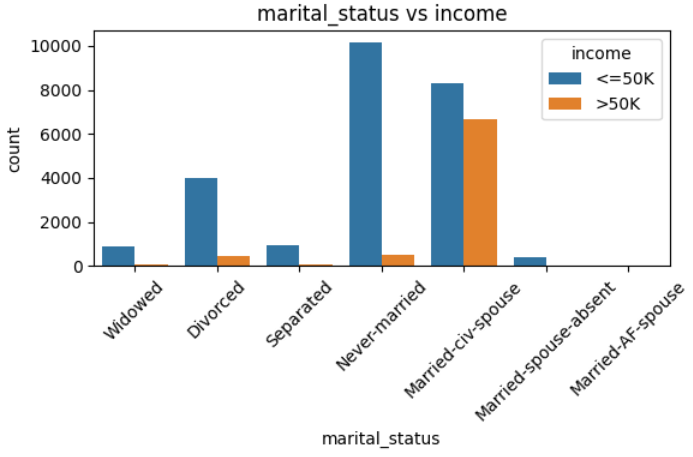 marital_status vs income
income
<=50K
>50K
10000
8000
6000
4000
2000
0
count
Widowed
Divorced
Separated
Never-married
Married-civ-spouse
Married-spouse-absent
Married-AF-spouse
marital_status